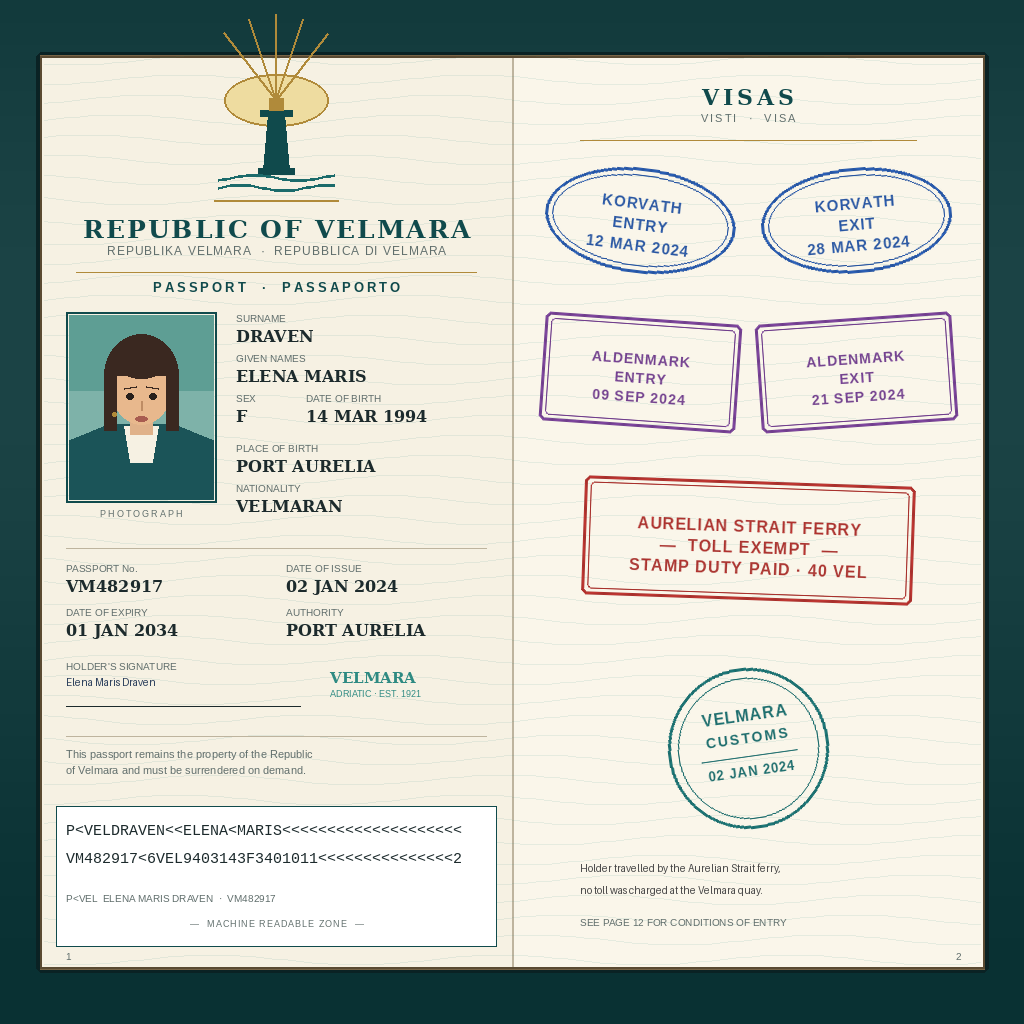 REPUBLIC OF VELMARA
REPUBLIKA VELMARA · REPUBBLICA DI VELMARA
PASSPORT · PASSAPORTO
PHOTOGRAPH
SURNAME
DRAVEN
GIVEN NAMES
ELENA MARIS
SEX DATE OF BIRTH
F 14 MAR 1994
PLACE OF BIRTH
PORT AURELIA
NATIONALITY
VELMARAN
PASSPORT No. DATE OF ISSUE
VM482917 02 JAN 2024
DATE OF EXPIRY AUTHORITY
01 JAN 2034 PORT AURELIA
HOLDER'S SIGNATURE
Elena Maris Draven
VELMARA
ADRIATIC · EST. 1921
This passport remains the property of the Republic
of Velmara and must be surrendered on demand.
P<VELDRAVEN<<ELENA<MARIS<<<<<<<<<<<<<<<<<<<<
VM482917<6VEL9403143F3401011<<<<<<<<<<<<<<<2
P<VEL ELENA MARIS DRAVEN · VM482917
— MACHINE READABLE ZONE —
1
VISAS
VISTI · VISA
KORVATH
ENTRY
12 MAR 2024
KORVATH
EXIT
28 MAR 2024
ALDENMARK
ENTRY
09 SEP 2024
ALDENMARK
EXIT
21 SEP 2024
AURELIAN STRAIT FERRY
— TOLL EXEMPT —
STAMP DUTY PAID · 40 VEL
VELMARA
CUSTOMS
02 JAN 2024
Holder travelled by the Aurelian Strait ferry,
no toll was charged at the Velmara quay.
SEE PAGE 12 FOR CONDITIONS OF ENTRY
2